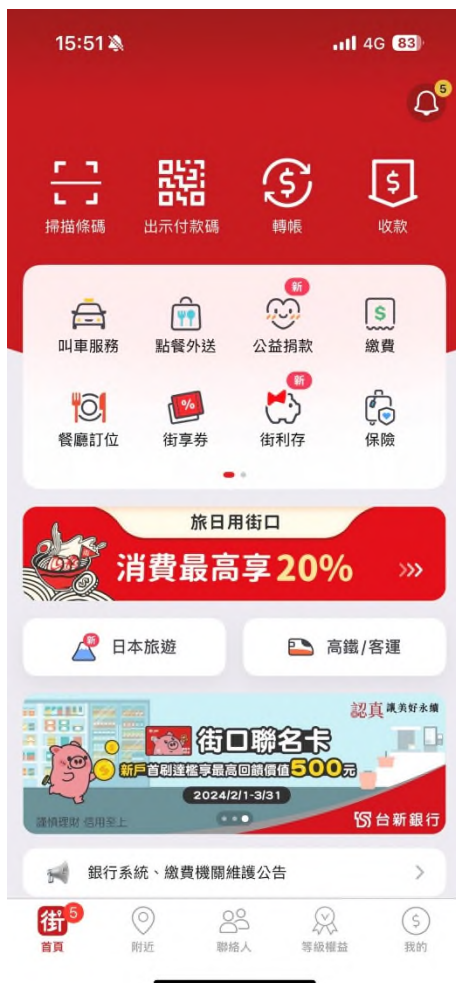 15:51
4G 83
5
掃描條碼 出示付款碼 轉帳 收款
新
叫車服務 點餐外送 公益捐款 繳費
新
餐廳訂位 街享券 街利存 保險
旅日用街口
消費最高享20%
新
日本旅遊 高鐵/客運
認真讓美好永續
街口聯名卡
新戶首刷達檻享最高回饋價值500元
2024/2/1-3/31
謹慎理財 信用至上
台新銀行
銀行系統、繳費機關維護公告
街 5
首頁 附近 聯絡人 等級權益 我的